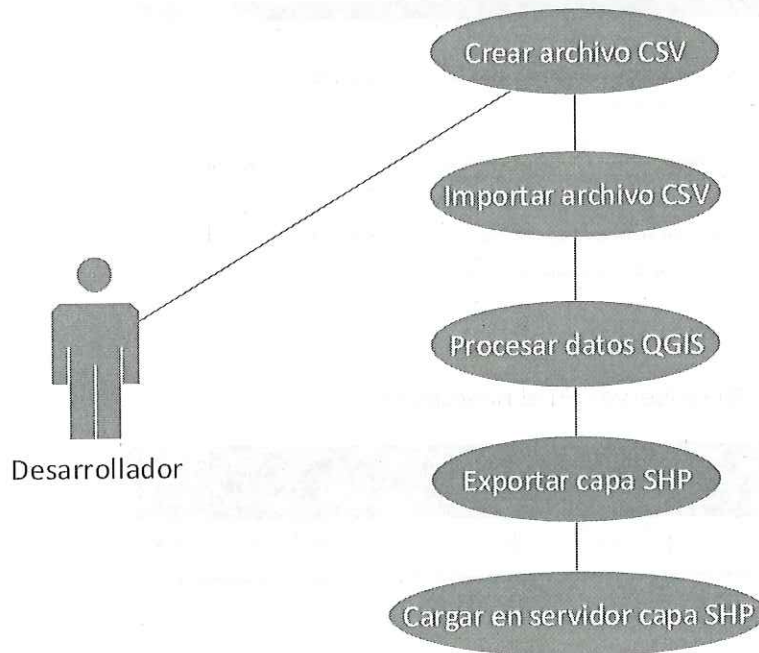 Crear archivo CSV
Importar archivo CSV
Procesar datos QGIS
Desarrollador
Exportar capa SHP
Cargar en servidor capa SHP